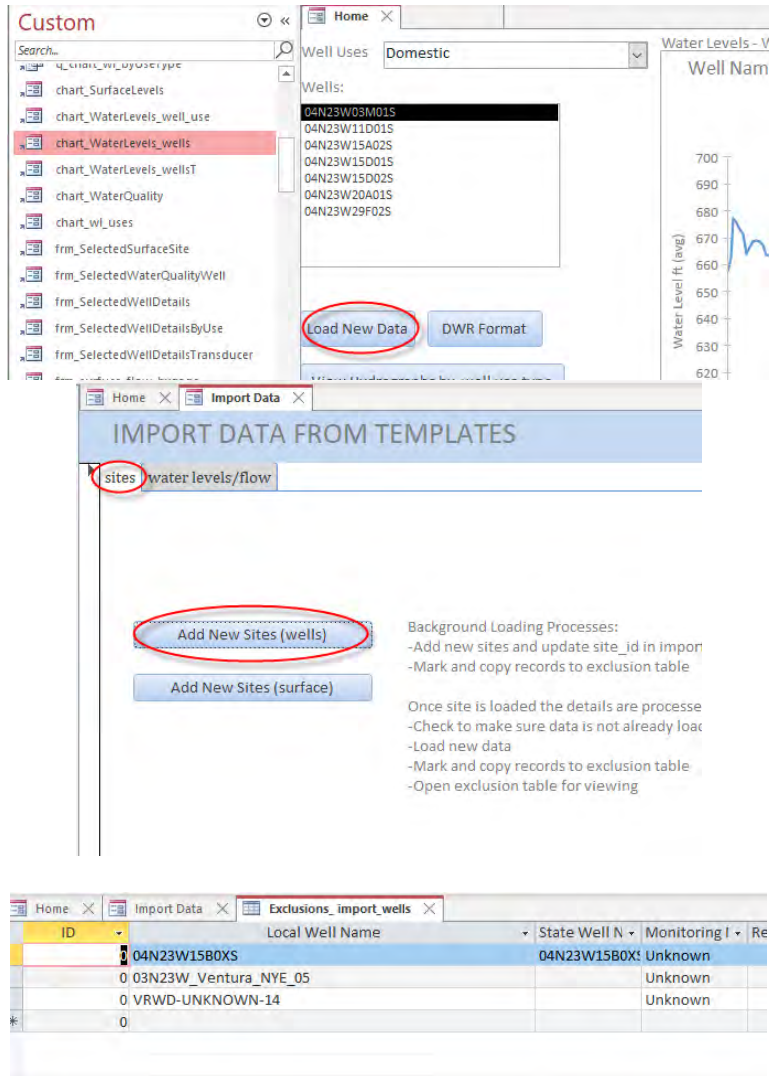 Custom
Search...
q_chart_wl_byUseType
chart_SurfaceLevels
chart_WaterLevels_well_use
chart_WaterLevels_wells
chart_WaterLevels_wellsT
chart_WaterQuality
chart_wl_uses
frm_SelectedSurfaceSite
frm_SelectedWaterQualityWell
frm_SelectedWellDetails
frm_SelectedWellDetailsByUse
frm_SelectedWellDetailsTransducer
Home
Well Uses Domestic
Wells:
04N23W03M01S
04N23W11D01S
04N23W15A02S
04N23W15D01S
04N23W15D02S
04N23W20A01S
04N23W29F02S
Load New Data DWR Format
Water Levels - W
Well Nam
Water Level ft (avg)
700
690
680
670
660
650
640
630
620
Home Import Data
IMPORT DATA FROM TEMPLATES
sites water levels/flow
Add New Sites (wells)
Add New Sites (surface)
Background Loading Processes:
-Add new sites and update site_id in impor
-Mark and copy records to exclusion table
Once site is loaded the details are processe
-Check to make sure data is not already loa
-Load new data
-Mark and copy records to exclusion table
-Open exclusion table for viewing
Home Import Data Exclusions_ import_wells
ID Local Well Name State Well N Monitoring Re
0 04N23W15B0XS 04N23W15B0XS Unknown
0 03N23W_Ventura_NYE_05 Unknown
0 VRWD-UNKNOWN-14 Unknown
* 0